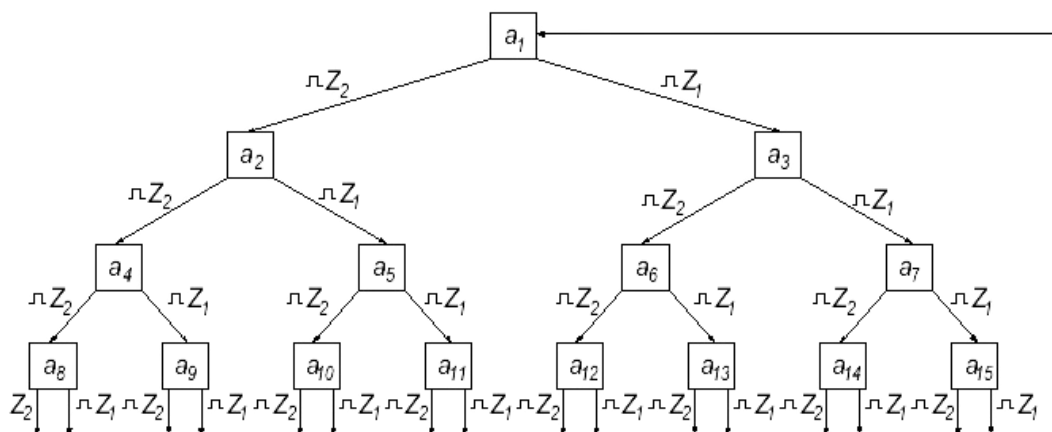 a1
Z2 Z1
a2 a3
Z2 Z1 Z2 Z1
a4 a5 a6 a7
Z2 Z1 Z2 Z1 Z2 Z1 Z2 Z1
a8 a9 a10 a11 a12 a13 a14 a15
Z2 Z1 Z2 Z1 Z2 Z1 Z2 Z1 Z2 Z1 Z2 Z1 Z2 Z1 Z2 Z1